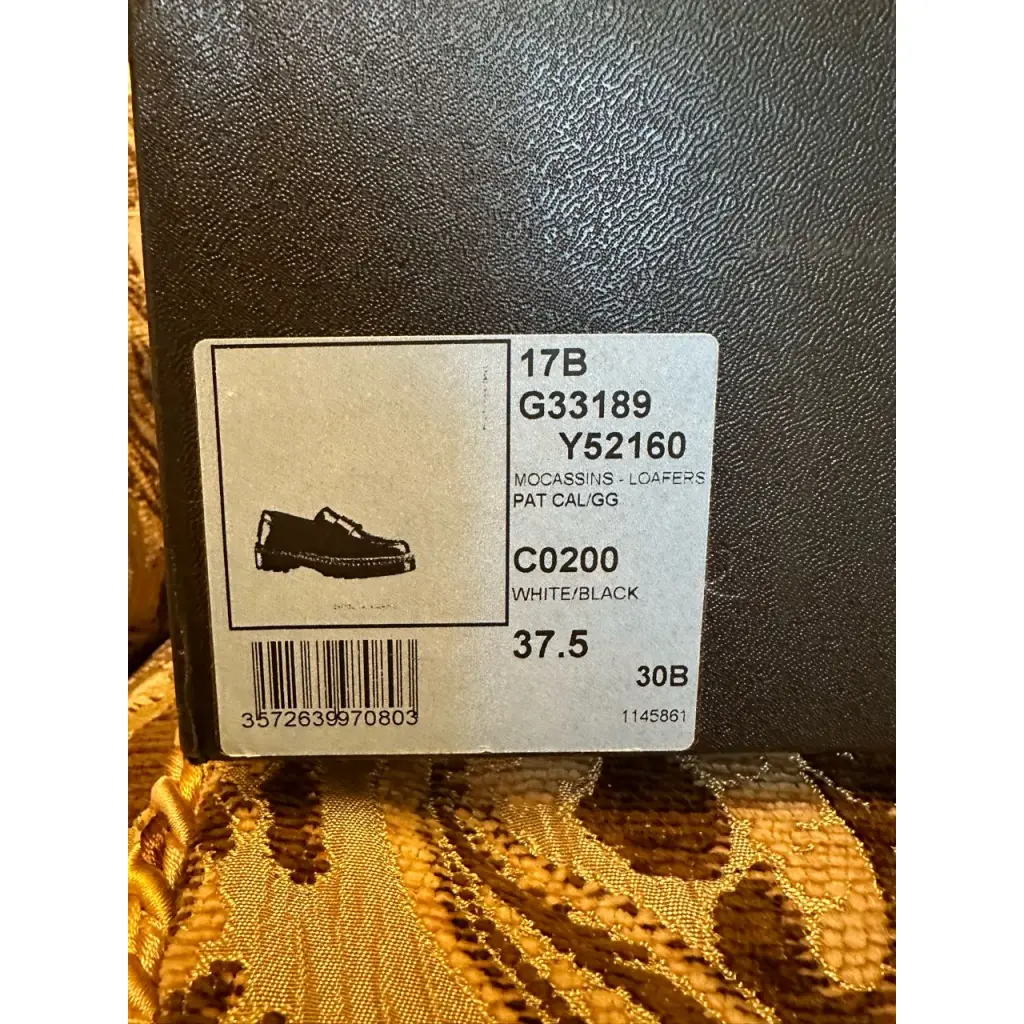 17B
G33189
Y52160
MOCASSINS - LOAFERS
PAT CAL/GG
C0200
WHITE/BLACK
37.5
30B
3572639970803
1145861